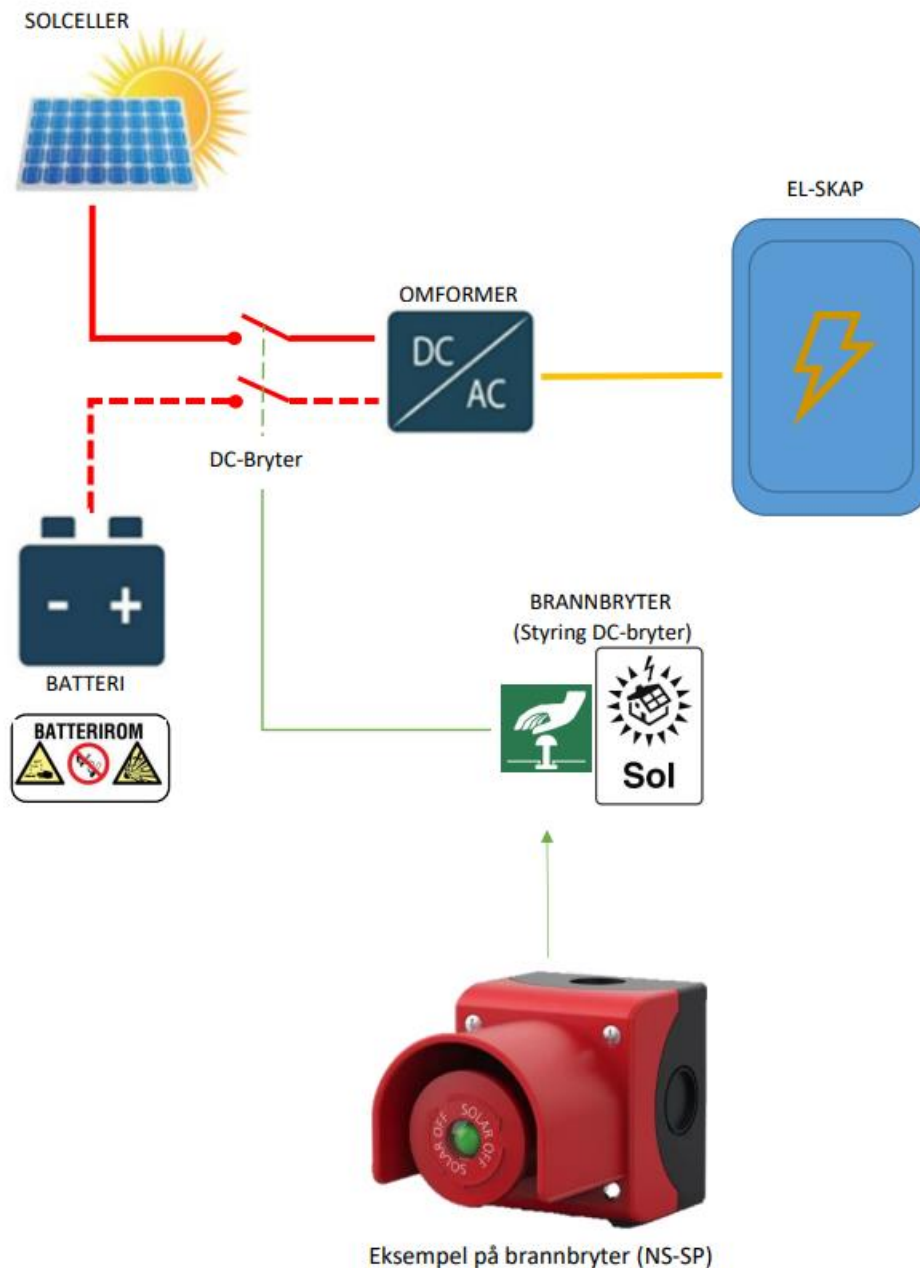 SOLCELLER
EL-SKAP
OMFORMER
DC
AC
DC-Bryter
- +
BATTERI
BATTERIROM
BRANNBRYTER
(Styring DC-bryter)
Sol
SOLAR OFF
SOLAR OFF
Eksempel på brannbryter (NS-SP)